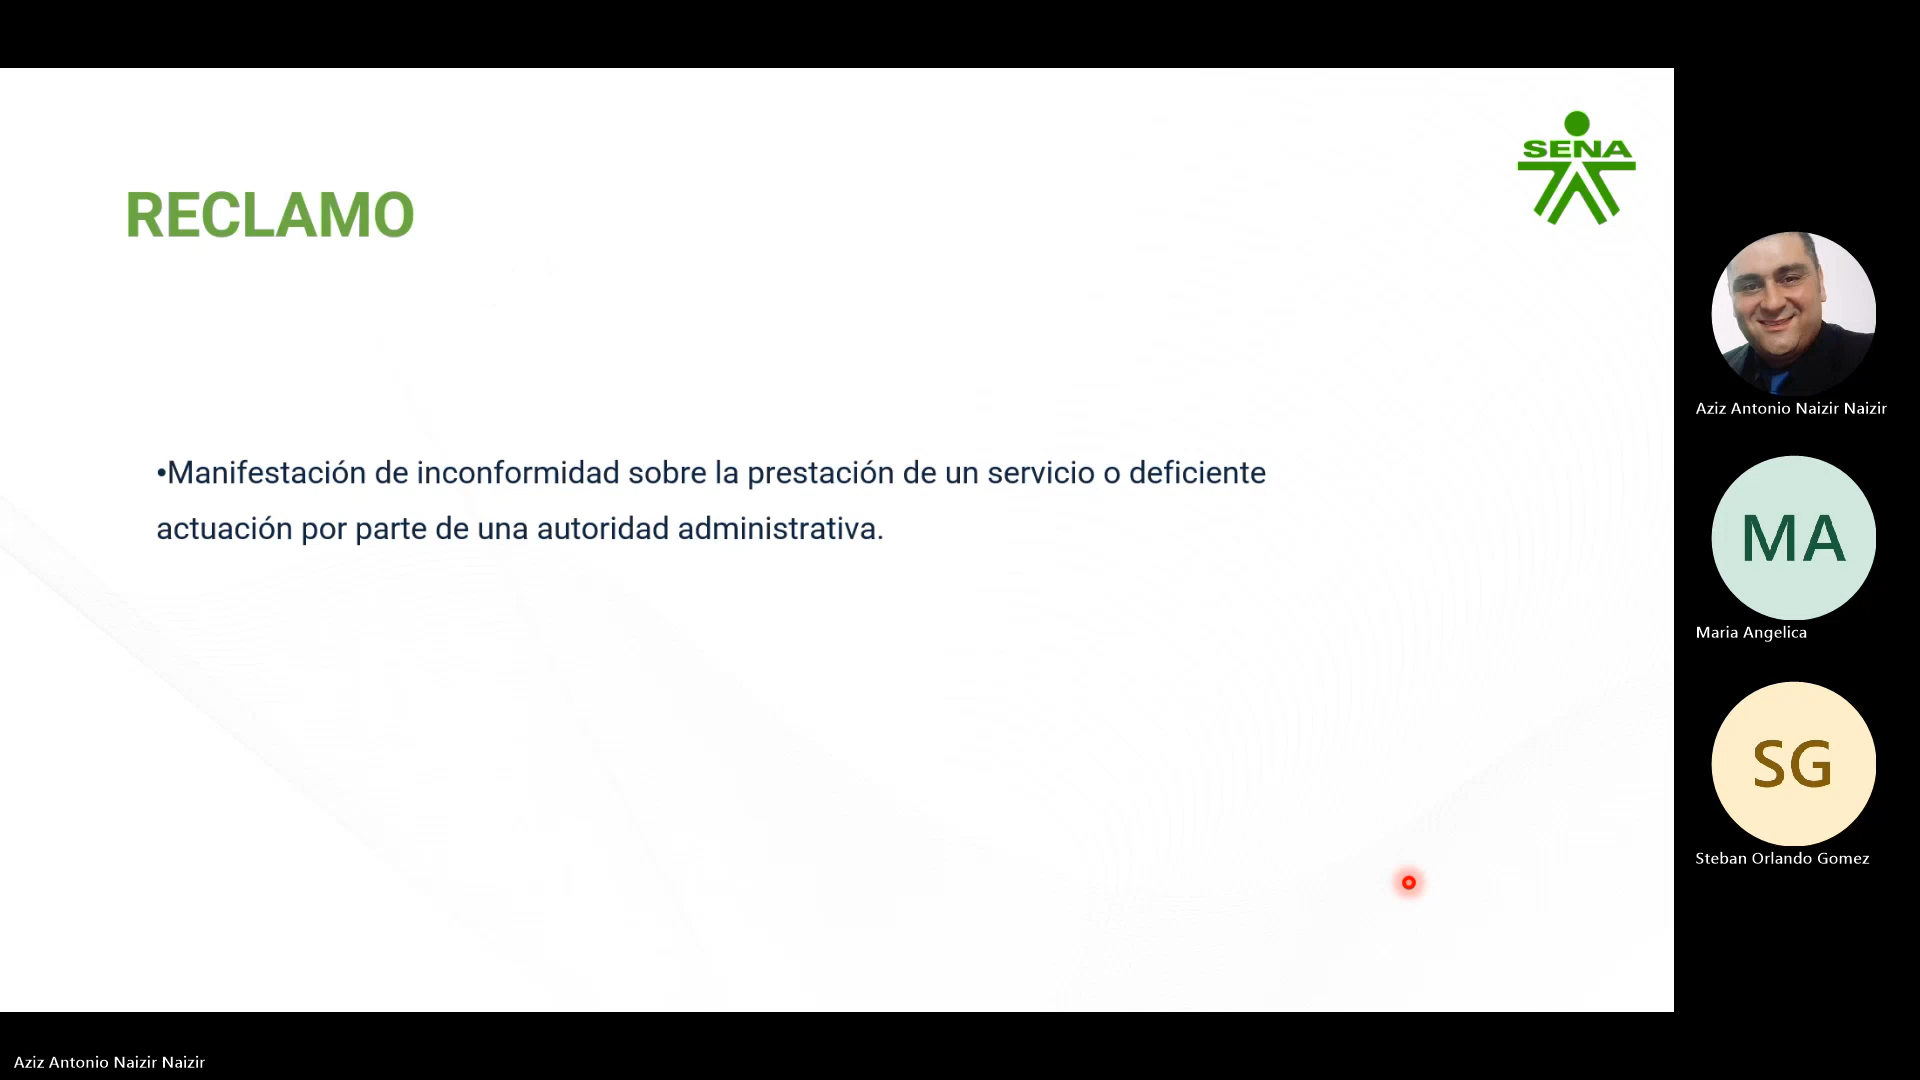 SENA
RECLAMO
•Manifestación de inconformidad sobre la prestación de un servicio o deficiente
actuación por parte de una autoridad administrativa.
Aziz Antonio Naizir Naizir
MA
Maria Angelica
SG
Steban Orlando Gomez
Aziz Antonio Naizir Naizir